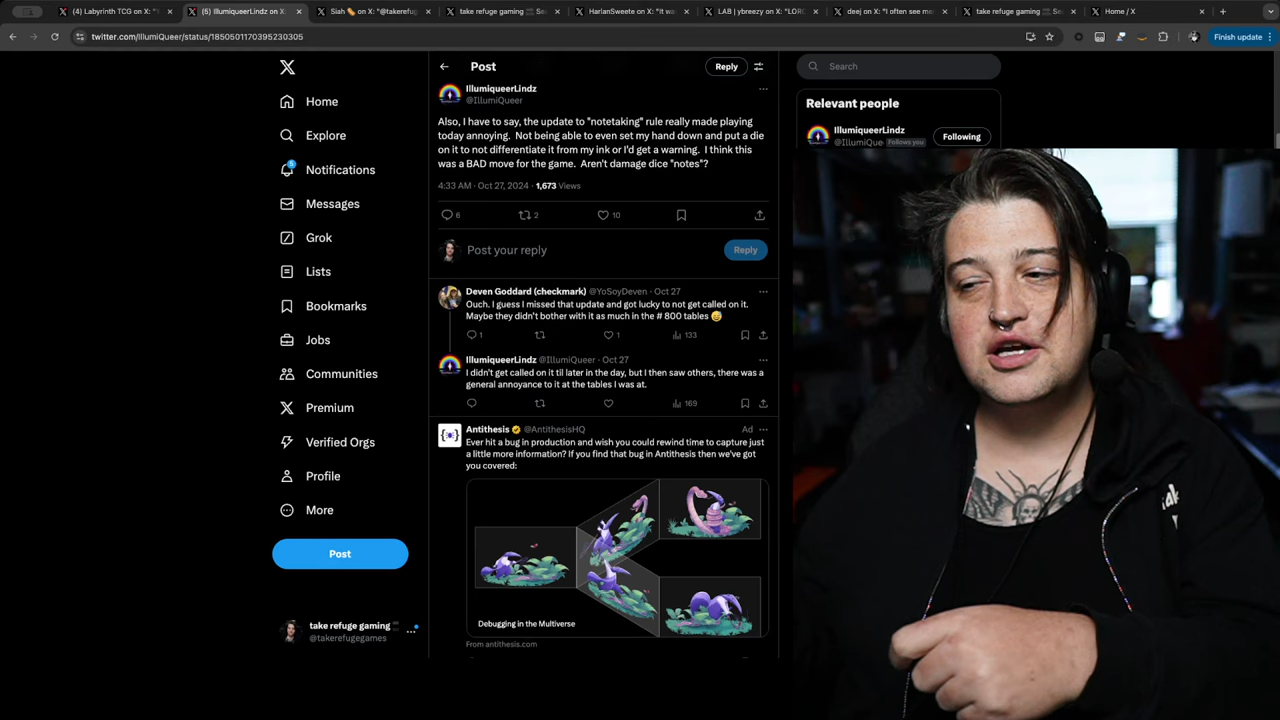 (4) Labyrinth TCG on X: "
(5) IllumiqueerLindz on X:
Siah on X: "@takerefug
take refuge gaming
HarlanSweete on X: "It wa
LAB | ybreezy on X: "LOR
deej on X: "I often see me
take refuge gaming
Home / X
twitter.com/IllumiQueer/status/1850501170395230305
Finish update
Post
Reply
Search
IllumiqueerLindz
@IllumiQueer
Also, I have to say, the update to "notetaking" rule really made playing
today annoying. Not being able to even set my hand down and put a die
on it to not differentiate it from my ink or I'd get a warning. I think this
was a BAD move for the game. Aren't damage dice "notes"?
4:33 AM · Oct 27, 2024 · 1,673 Views
6
2
10
Post your reply
Reply
Deven Goddard (checkmark) @YoSoyDeven · Oct 27
Ouch. I guess I missed that update and got lucky to not get called on it.
Maybe they didn't bother with it as much in the # 800 tables
1
1
133
IllumiqueerLindz @IllumiQueer · Oct 27
I didn't get called on it til later in the day, but I then saw others, there was a
general annoyance to it at the tables I was at.
169
Antithesis @AntithesisHQ
Ad
Ever hit a bug in production and wish you could rewind time to capture just
a little more information? If you find that bug in Antithesis then we've got
you covered:
Debugging in the Multiverse
From antithesis.com
Relevant people
IllumiqueerLindz
@IllumiQue
Follows you
Following
Home
Explore
5
Notifications
Messages
Grok
Lists
Bookmarks
Jobs
Communities
Premium
Verified Orgs
Profile
More
Post
take refuge gaming
@takerefugegames